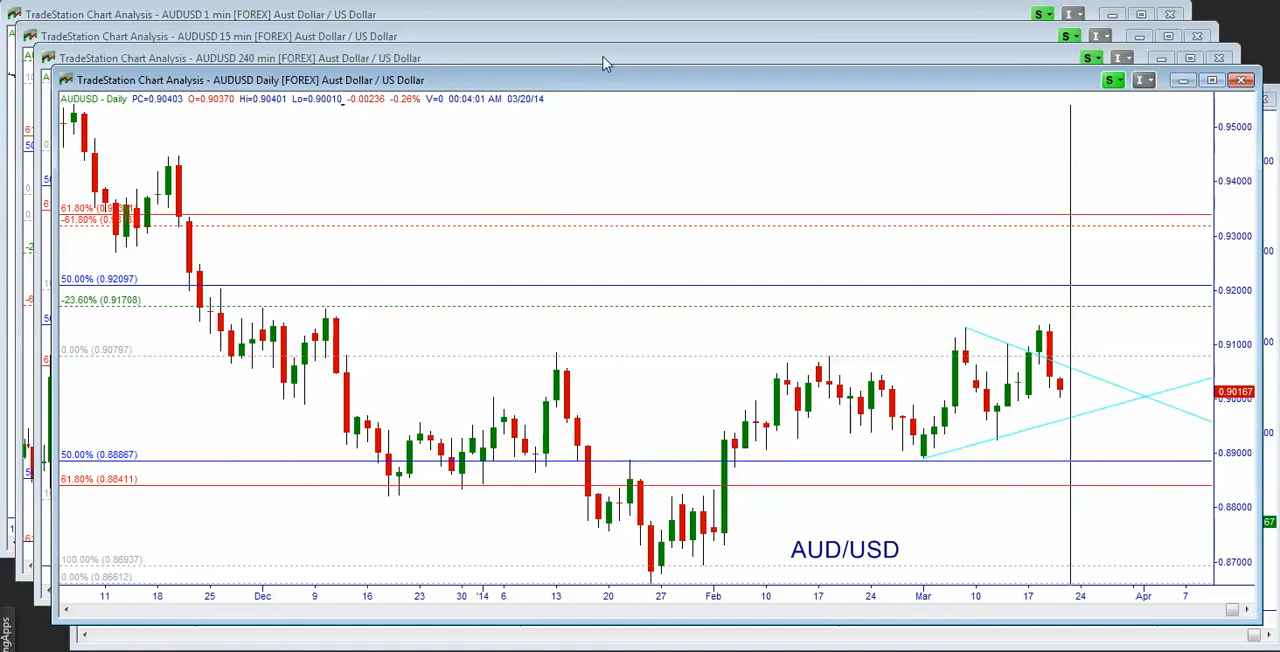 TradeStation Chart Analysis - AUDUSD 1 min [FOREX] Aust Dollar / US Dollar
S
I
TradeStation Chart Analysis - AUDUSD 15 min [FOREX] Aust Dollar / US Dollar
S
I
TradeStation Chart Analysis - AUDUSD 240 min [FOREX] Aust Dollar / US Dollar
S
I
TradeStation Chart Analysis - AUDUSD Daily [FOREX] Aust Dollar / US Dollar
S
I
AUDUSD - Daily PC=0.90403 O=0.90370 Hi=0.90401 Lo=0.90010 -0.00236 -0.26% V=0 00:04:01 AM 03/20/14
0.95000
0.94000
61.80%
-61.80%
0.93000
50.00% (0.92097)
0.92000
-23.60% (0.91708)
0.91000
0.00% (0.90797)
0.90167
0.90000
50.00% (0.88867)
0.89000
61.80% (0.88411)
0.88000
AUD/USD
100.00% (0.86937)
0.87000
0.00% (0.86612)
11 18 25 Dec 9 16 23 30 '14 6 13 20 27 Feb 10 17 24 Mar 10 17 24 Apr 7
67
ngApps